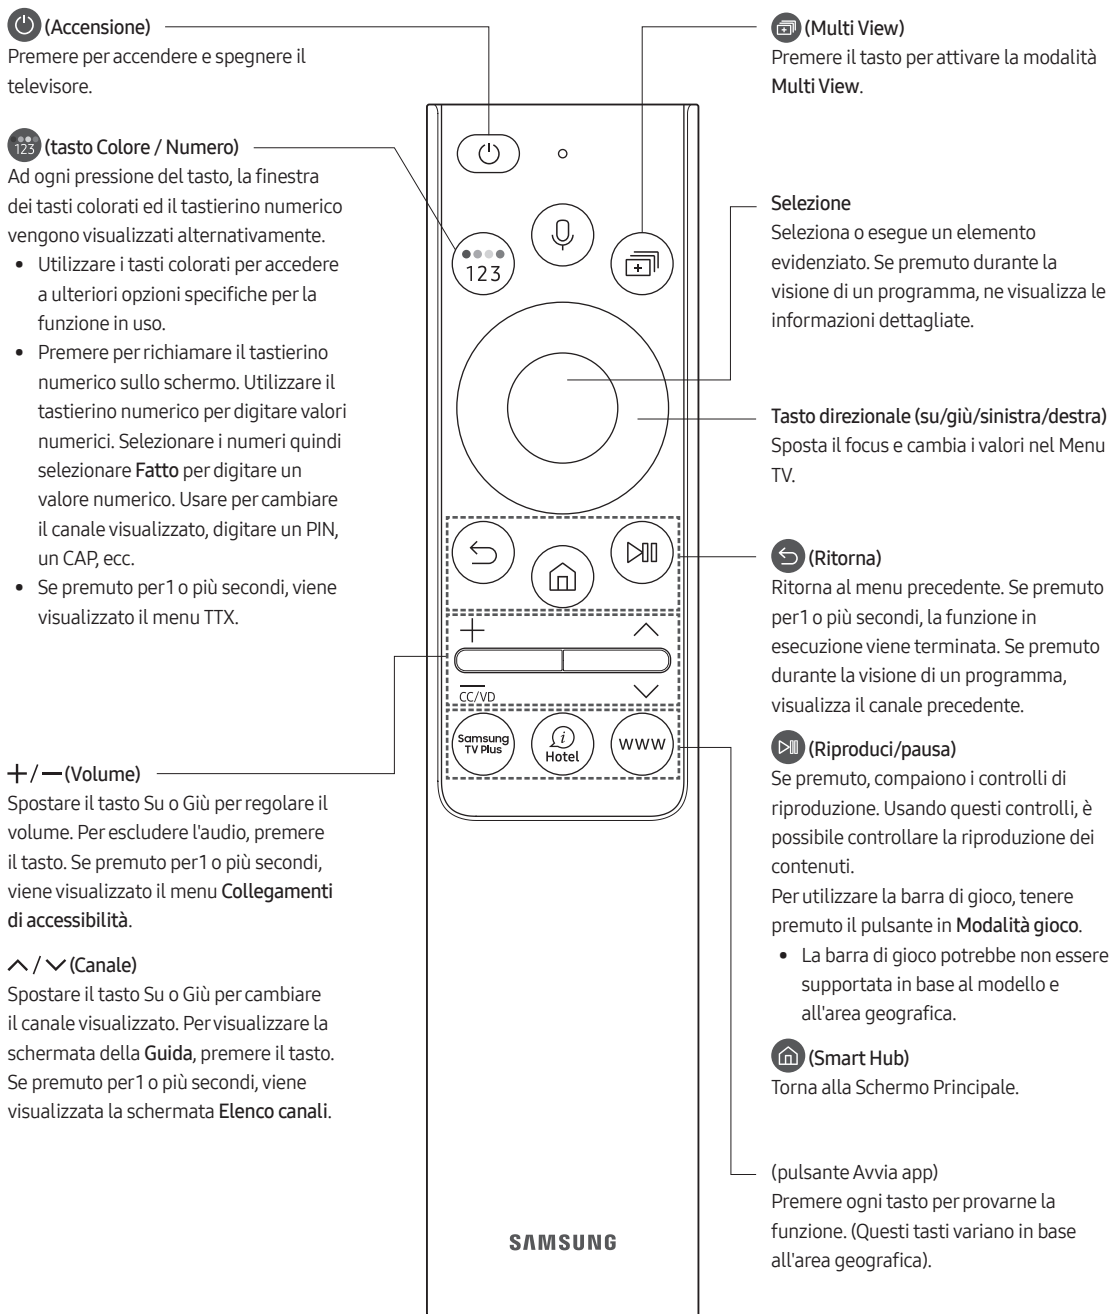 (Accensione)
Premere per accendere e spegnere il
televisore.
123 (tasto Colore / Numero)
Ad ogni pressione del tasto, la finestra
dei tasti colorati ed il tastierino numerico
vengono visualizzati alternativamente.
• Utilizzare i tasti colorati per accedere
a ulteriori opzioni specifiche per la
funzione in uso.
• Premere per richiamare il tastierino
numerico sullo schermo. Utilizzare il
tastierino numerico per digitare valori
numerici. Selezionare i numeri quindi
selezionare Fatto per digitare un
valore numerico. Usare per cambiare
il canale visualizzato, digitare un PIN,
un CAP, ecc.
• Se premuto per 1 o più secondi, viene
visualizzato il menu TTX.
+/— (Volume)
Spostare il tasto Su o Giù per regolare il
volume. Per escludere l'audio, premere
il tasto. Se premuto per 1 o più secondi,
viene visualizzato il menu Collegamenti
di accessibilità.
/ (Canale)
Spostare il tasto Su o Giù per cambiare
il canale visualizzato. Per visualizzare la
schermata della Guida, premere il tasto.
Se premuto per 1 o più secondi, viene
visualizzata la schermata Elenco canali.
123
+
CC/VD
Samsung
TV Plus
i
Hotel
www
SAMSUNG
(Multi View)
Premere il tasto per attivare la modalità
Multi View.
Selezione
Seleziona o esegue un elemento
evidenziato. Se premuto durante la
visione di un programma, ne visualizza le
informazioni dettagliate.
Tasto direzionale (su/giù/sinistra/destra)
Sposta il focus e cambia i valori nel Menu
TV.
(Ritorna)
Ritorna al menu precedente. Se premuto
per 1 o più secondi, la funzione in
esecuzione viene terminata. Se premuto
durante la visione di un programma,
visualizza il canale precedente.
(Riproduci/pausa)
Se premuto, compaiono i controlli di
riproduzione. Usando questi controlli, è
possibile controllare la riproduzione dei
contenuti.
Per utilizzare la barra di gioco, tenere
premuto il pulsante in Modalità gioco.
• La barra di gioco potrebbe non essere
supportata in base al modello e
all'area geografica.
(Smart Hub)
Torna alla Schermo Principale.
(pulsante Avvia app)
Premere ogni tasto per provarne la
funzione. (Questi tasti variano in base
all'area geografica).